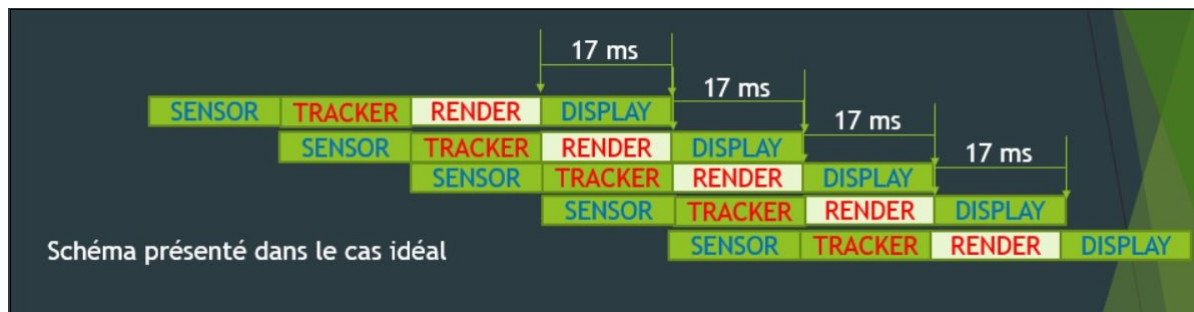 17 ms
17 ms
SENSOR TRACKER RENDER DISPLAY
17 ms
SENSOR TRACKER RENDER DISPLAY
17 ms
SENSOR TRACKER RENDER DISPLAY
SENSOR TRACKER RENDER DISPLAY
SENSOR TRACKER RENDER DISPLAY
Schéma présenté dans le cas idéal